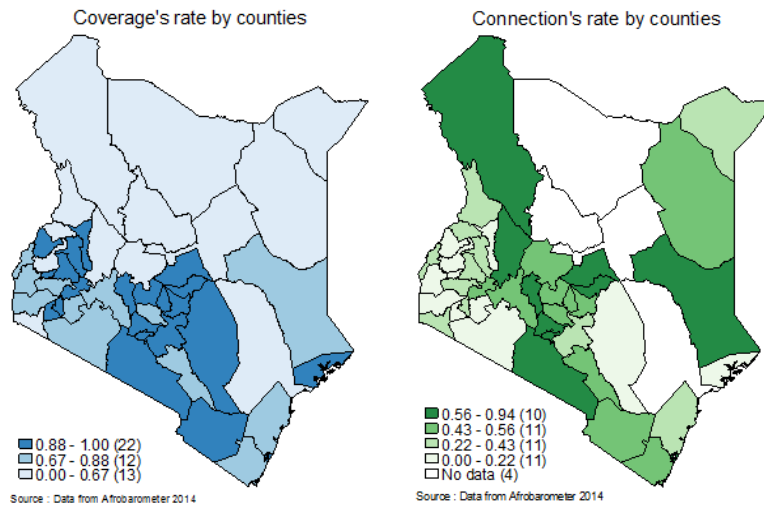 Coverage's rate by counties
0.88 - 1.00 (22)
0.67 - 0.88 (12)
0.00 - 0.67 (13)
Source : Data from Afrobarometer 2014
Connection's rate by counties
0.56 - 0.94 (10)
0.43 - 0.56 (11)
0.22 - 0.43 (11)
0.00 - 0.22 (11)
No data (4)
Source : Data from Afrobarometer 2014